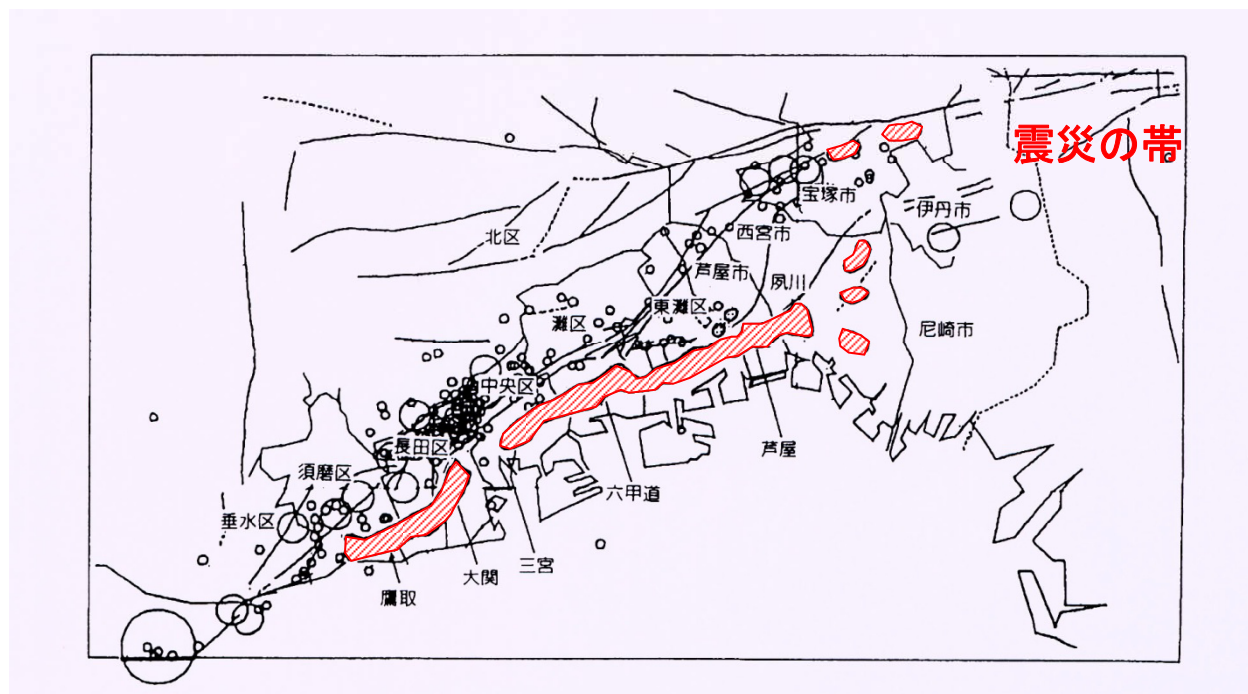 震災の帯
宝塚市
伊丹市
西宮市
北区
芦屋市
夙川
東灘区
灘区
尼崎市
中央区
長田区
芦屋
須磨区
六甲道
垂水区
三宮
大関
鷹取